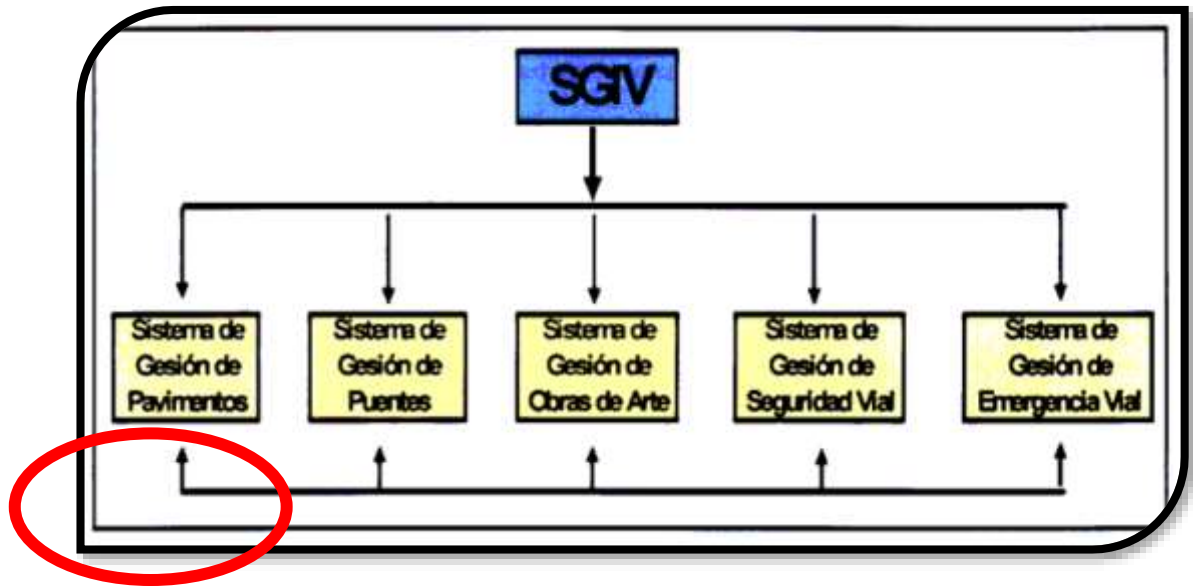 SGIV
Sistema de
Gesión de
Pavimentos
Sistema de
Gesión de
Puentes
Sistema de
Gesión de
Obras de Arte
Sistema de
Gesión de
Seguridad Vial
Sistema de
Gesión de
Emergencia Vial